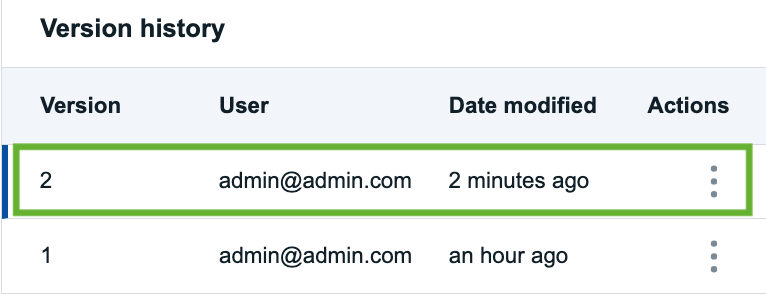 Version history
Version User Date modified Actions
2 admin@admin.com 2 minutes ago
1 admin@admin.com an hour ago